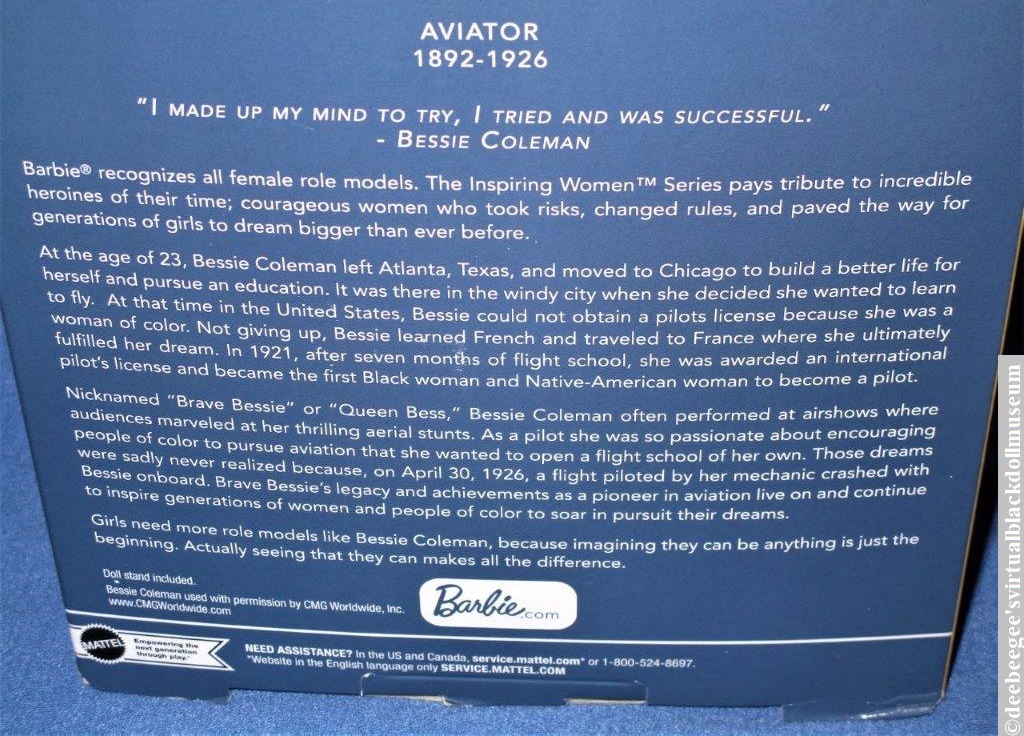 AVIATOR
1892-1926
"I MADE UP MY MIND TO TRY, I TRIED AND WAS SUCCESSFUL."
- BESSIE COLEMAN
Barbie® recognizes all female role models. The Inspiring Women™ Series pays tribute to incredible
heroines of their time; courageous women who took risks, changed rules, and paved the way for
generations of girls to dream bigger than ever before.
At the age of 23, Bessie Coleman left Atlanta, Texas, and moved to Chicago to build a better life for
herself and pursue an education. It was there in the windy city when she decided she wanted to learn
to fly. At that time in the United States, Bessie could not obtain a pilots license because she was a
woman of color. Not giving up, Bessie learned French and traveled to France where she ultimately
fulfilled her dream. In 1921, after seven months of flight school, she was awarded an international
pilot's license and became the first Black woman and Native-American woman to become a pilot.
Nicknamed "Brave Bessie" or "Queen Bess," Bessie Coleman often performed at airshows where
audiences marveled at her thrilling aerial stunts. As a pilot she was so passionate about encouraging
people of color to pursue aviation that she wanted to open a flight school of her own. Those dreams
were sadly never realized because, on April 30, 1926, a flight piloted by her mechanic crashed with
Bessie onboard. Brave Bessie's legacy and achievements as a pioneer in aviation live on and continue
to inspire generations of women and people of color to soar in pursuit their dreams.
Girls need more role models like Bessie Coleman, because imagining they can be anything is just the
beginning. Actually seeing that they can makes all the difference.
Doll stand included.
Bessie Coleman used with permission by CMG Worldwide, Inc.
www.CMGWorldwide.com
Barbie.com
MATTEL
Empowering the
next generation
through play.™
NEED ASSISTANCE? In the US and Canada, service.mattel.com* or 1-800-524-8697.
*Website in the English language only SERVICE.MATTEL.COM
©deebeegee'svirtualblackdollmuseum